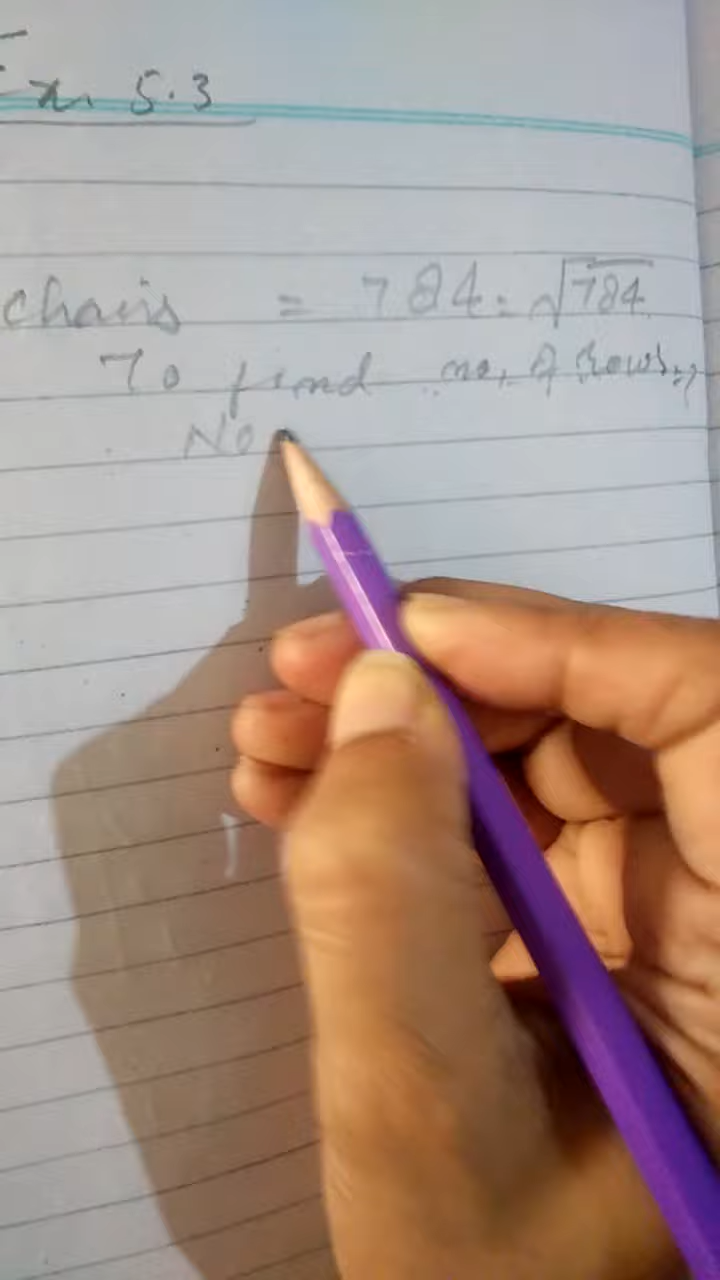 Ex. 5.3
chairs = 784 = √784
To find no. of rows
No